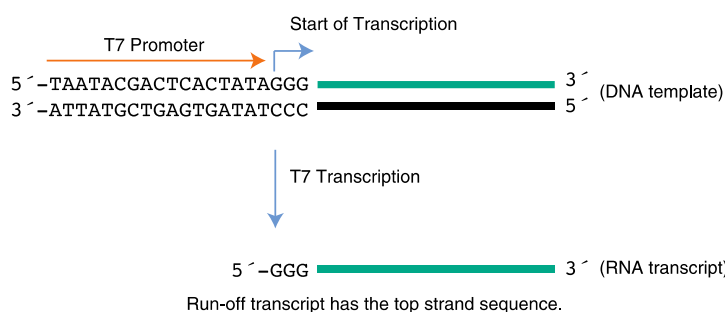 Start of Transcription
T7 Promoter
5´-TAATACGACTCACTATAGGG 3´
(DNA template)
3´-ATTATGCTGAGTGATATCCC 5´
T7 Transcription
5´-GGG 3´ (RNA transcript)
Run-off transcript has the top strand sequence.